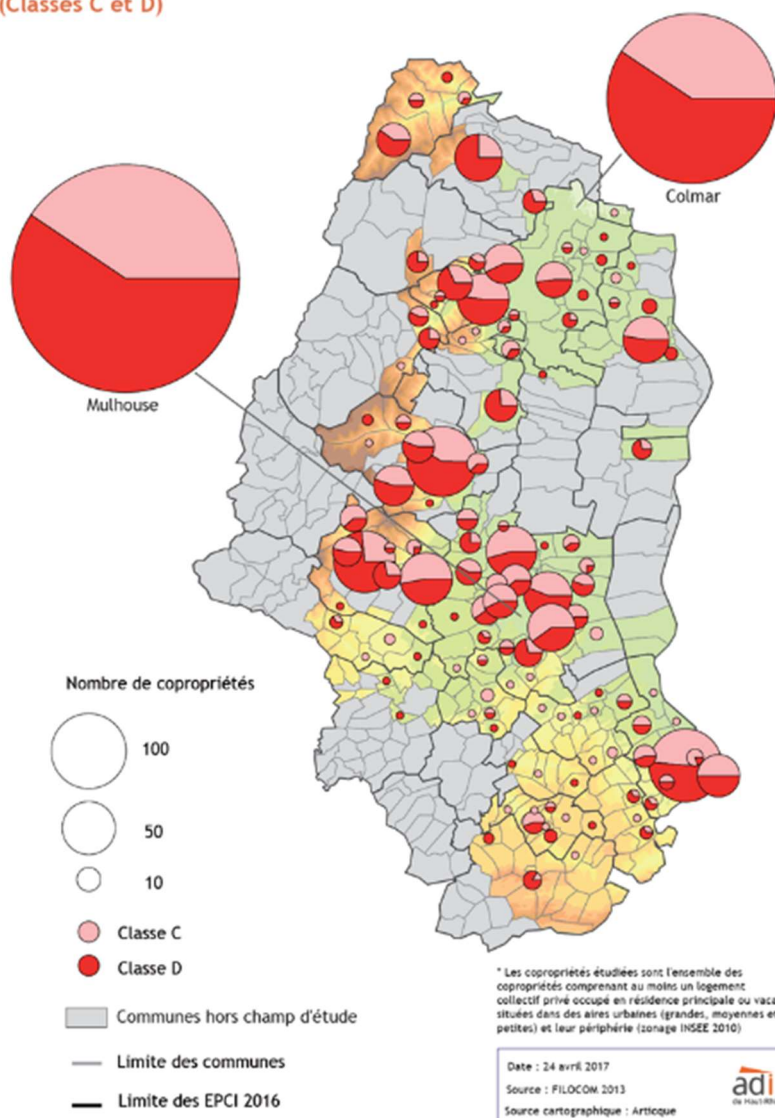 (Classes C et D)
Colmar
Mulhouse
Nombre de copropriétés
100
50
10
Classe C
Classe D
Communes hors champ d'étude
Limite des communes
Limite des EPCI 2016
* Les copropriétés étudiées sont l'ensemble des
copropriétés comprenant au moins un logement
collectif privé occupé en résidence principale ou vaca
situées dans des aires urbaines (grandes, moyennes et
petites) et leur périphérie (zonage INSEE 2010)
Date : 24 avril 2017
Source : FILOCOM 2013
Source cartographique : Articque
adi